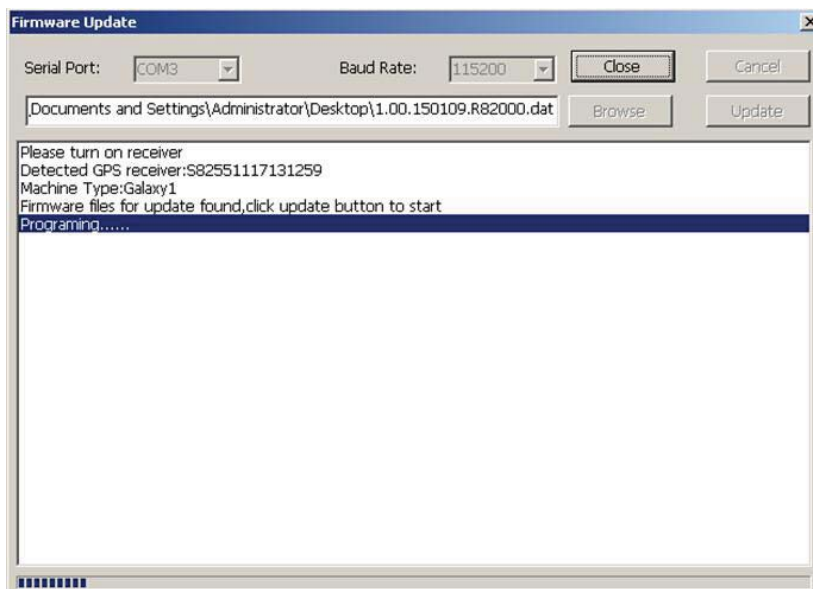 Firmware Update
Serial Port: COM3 Baud Rate: 115200 Close Cancel
Documents and Settings\Administrator\Desktop\1.00.150109.R82000.dat Browse Update
Please turn on receiver
Detected GPS receiver:S82551117131259
Machine Type:Galaxy1
Firmware files for update found,click update button to start
Programing......